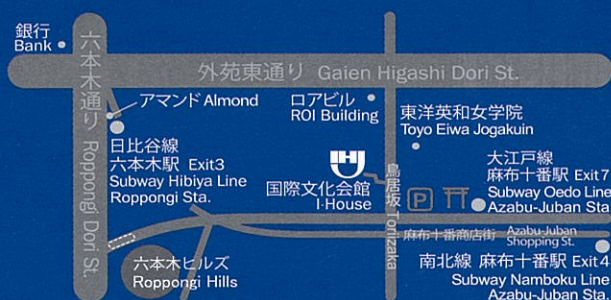 銀行
Bank
六本木通り Roppongi Dori St.
外苑東通り Gaien Higashi Dori St.
アマンド Almond
ロアビル
ROI Building
東洋英和女学院
Toyo Eiwa Jogakuin
日比谷線
六本木駅 Exit3
Subway Hibiya Line
Roppongi Sta.
国際文化会館
I-House
鳥居坂 Torizaka
P
大江戸線
麻布十番駅 Exit 7
Subway Oedo Line
Azabu-Juban Sta
麻布十番商店街 Azabu-Juban
Shopping St.
六本木ヒルズ
Roppongi Hills
南北線 麻布十番駅 Exit 4
Subway Namboku Line
Azabu-Juban Sta.